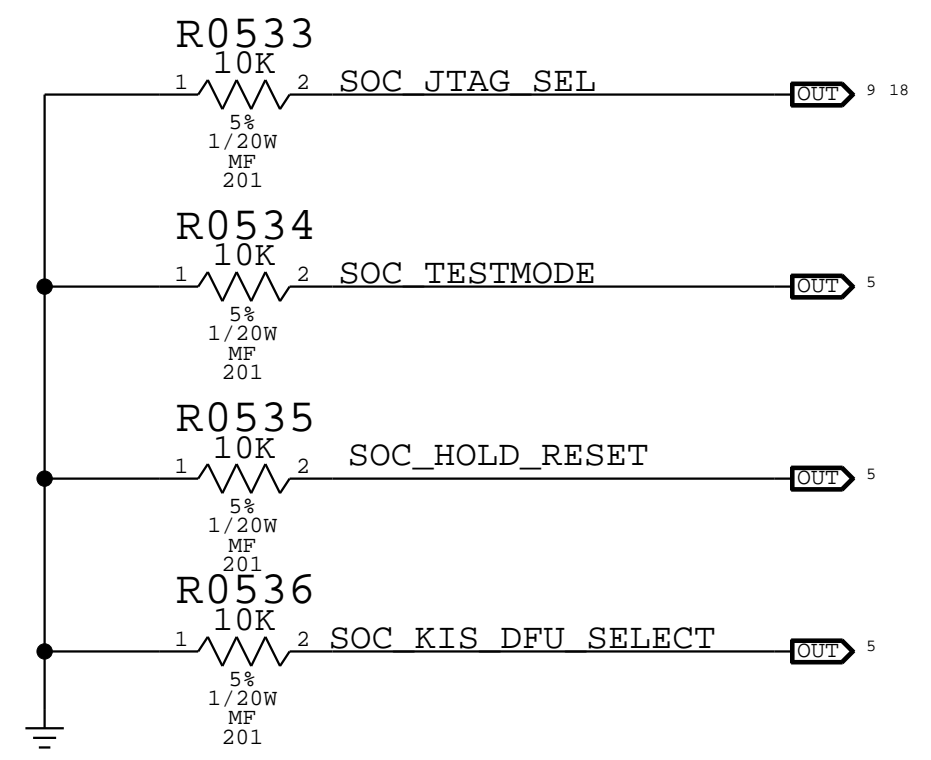 R0533
10K
1 2 SOC_JTAG_SEL OUT 9 18
5%
1/20W
MF
201
R0534
10K
1 2 SOC_TESTMODE OUT 5
5%
1/20W
MF
201
R0535
10K
1 2 SOC_HOLD_RESET OUT 5
5%
1/20W
MF
201
R0536
10K
1 2 SOC_KIS_DFU_SELECT OUT 5
5%
1/20W
MF
201